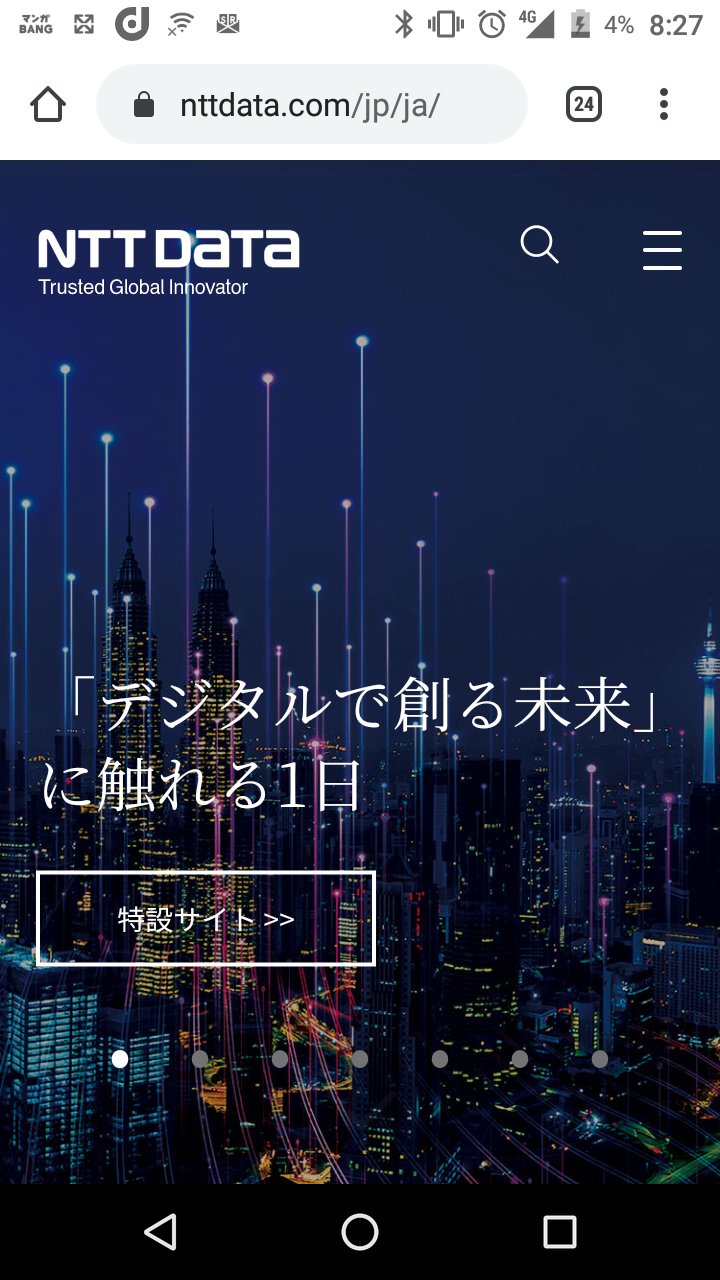 マンガ
BANG
SR
4G
4% 8:27
nttdata.com/jp/ja/
24
NTT DATA
Trusted Global Innovator
「デジタルで創る未来」
に触れる1日
特設サイト >>